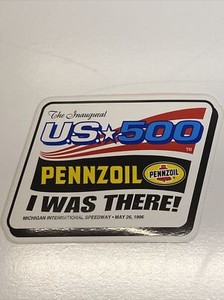 The Inaugural
U.S.★500
TM
PENNZOIL PENNZOIL
I WAS THERE!
MICHIGAN INTERNATIONAL SPEEDWAY • MAY 26, 1996